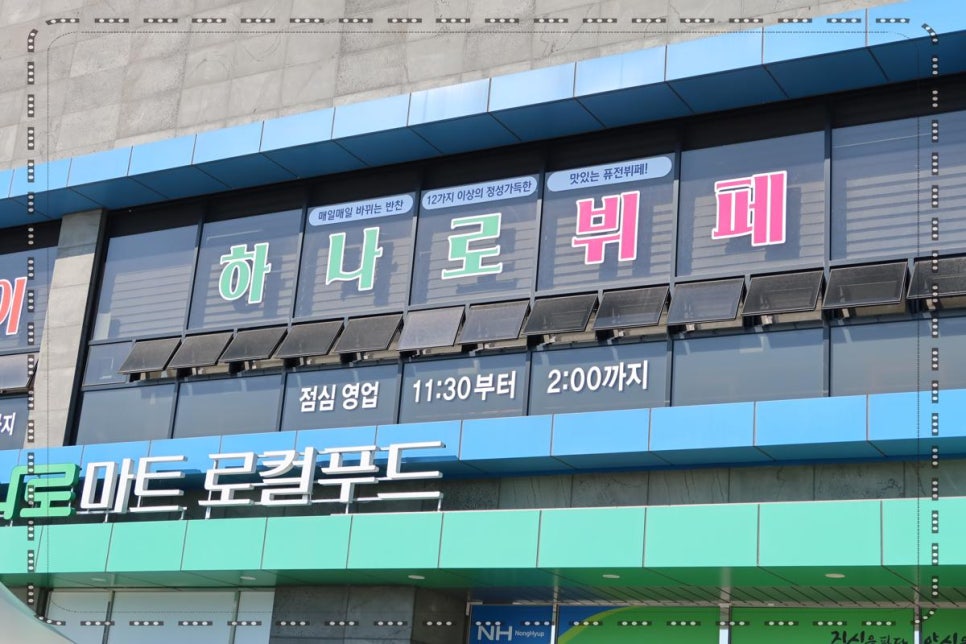 매일매일 바뀌는 반찬
12가지 이상의 정성가득한
맛있는 퓨전뷔페!
하나로뷔페
점심 영업 11:30부터 2:00까지
로마트 로컬푸드
NH NongHyup